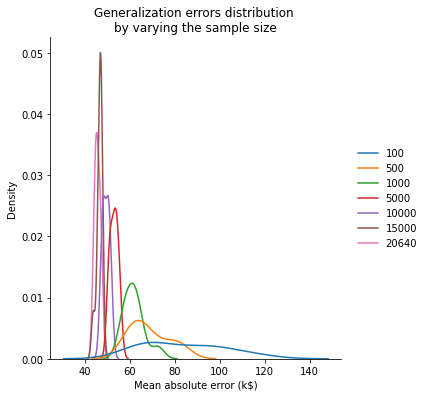 Generalization errors distribution
by varying the sample size
0.05
0.04
0.03
0.02
0.01
0.00
Density
40 60 80 100 120 140
Mean absolute error (k$)
100
500
1000
5000
10000
15000
20640